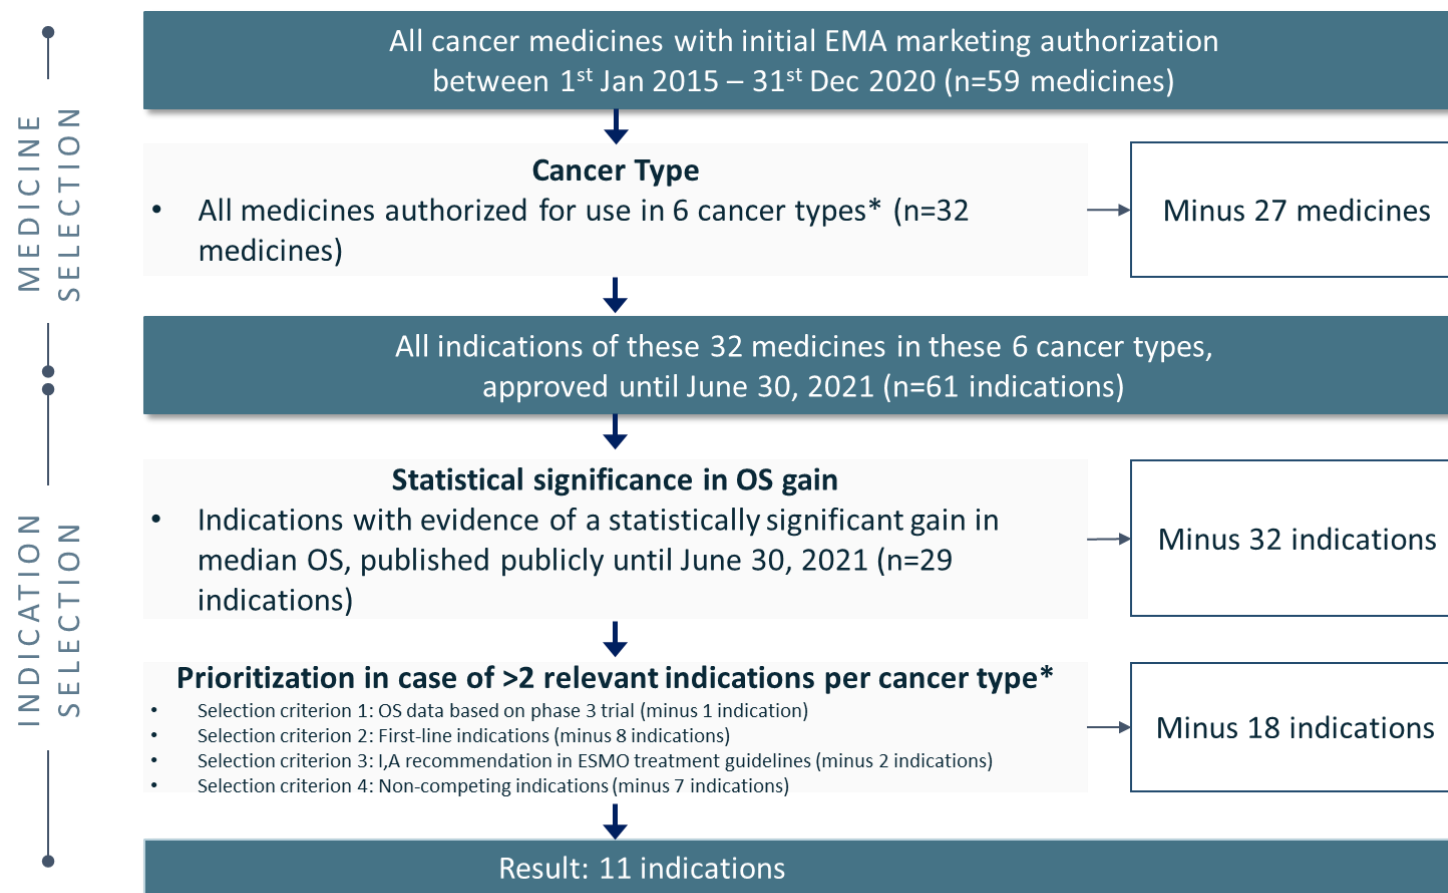 MEDICINE
SELECTION
All cancer medicines with initial EMA marketing authorization
between 1st Jan 2015 – 31st Dec 2020 (n=59 medicines)
Cancer Type
• All medicines authorized for use in 6 cancer types* (n=32
medicines)
Minus 27 medicines
All indications of these 32 medicines in these 6 cancer types,
approved until June 30, 2021 (n=61 indications)
INDICATION
SELECTION
Statistical significance in OS gain
• Indications with evidence of a statistically significant gain in
median OS, published publicly until June 30, 2021 (n=29
indications)
Minus 32 indications
Prioritization in case of >2 relevant indications per cancer type*
• Selection criterion 1: OS data based on phase 3 trial (minus 1 indication)
• Selection criterion 2: First-line indications (minus 8 indications)
• Selection criterion 3: I,A recommendation in ESMO treatment guidelines (minus 2 indications)
• Selection criterion 4: Non-competing indications (minus 7 indications)
Minus 18 indications
Result: 11 indications